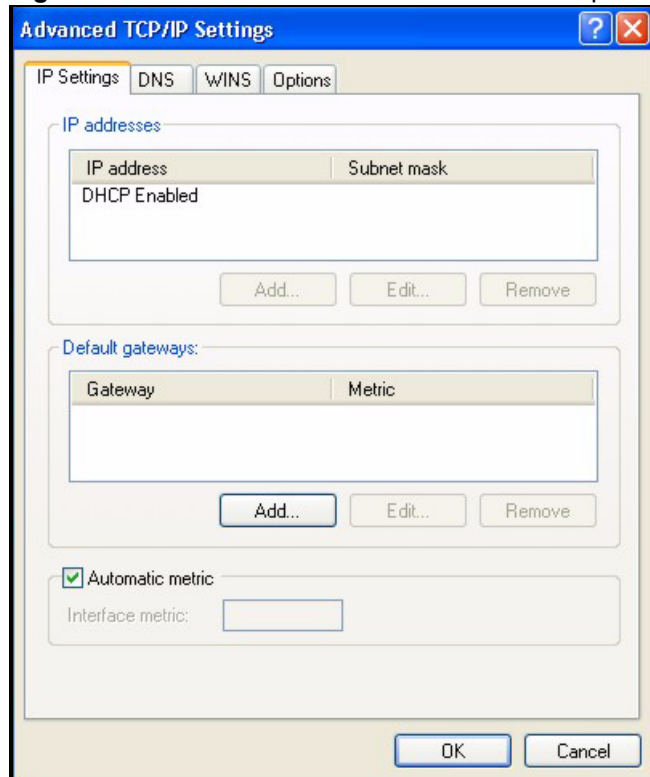 Advanced TCP/IP Settings
IP Settings DNS WINS Options
IP addresses
IP address Subnet mask
DHCP Enabled
Add... Edit... Remove
Default gateways:
Gateway Metric
Add... Edit... Remove
Automatic metric
Interface metric:
OK Cancel